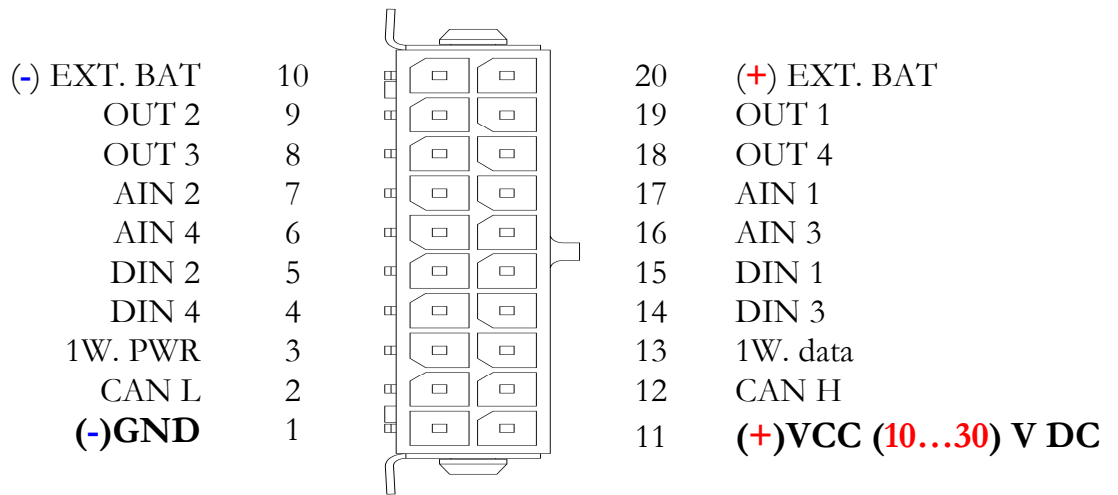 (-) EXT. BAT 10 20 (+) EXT. BAT
OUT 2 9 19 OUT 1
OUT 3 8 18 OUT 4
AIN 2 7 17 AIN 1
AIN 4 6 16 AIN 3
DIN 2 5 15 DIN 1
DIN 4 4 14 DIN 3
1W. PWR 3 13 1W. data
CAN L 2 12 CAN H
(-)GND 1 11 (+)VCC (10…30) V DC